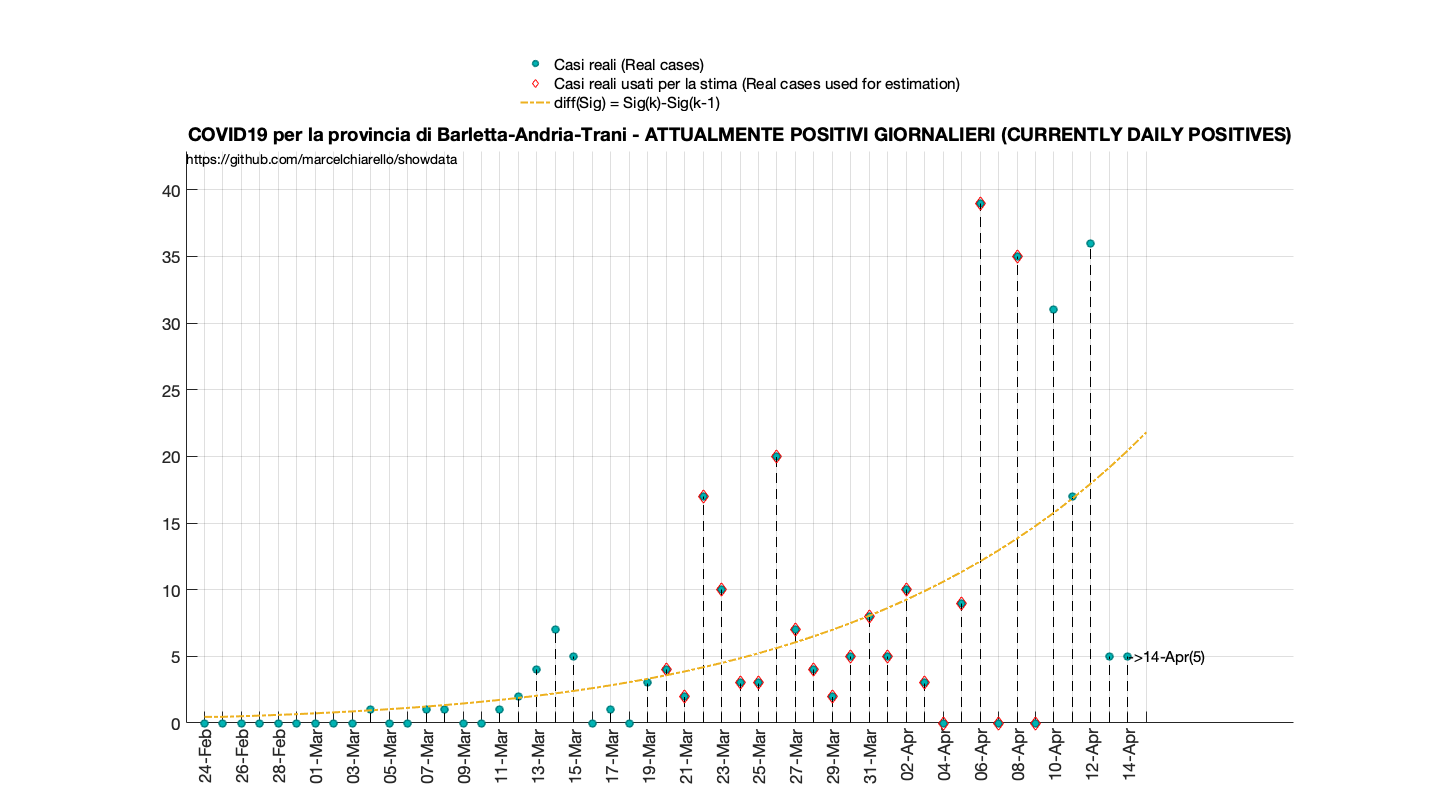 Casi reali (Real cases)
Casi reali usati per la stima (Real cases used for estimation)
diff(Sig) = Sig(k)-Sig(k-1)
COVID19 per la provincia di Barletta-Andria-Trani - ATTUALMENTE POSITIVI GIORNALIERI (CURRENTLY DAILY POSITIVES)
https://github.com/marcelchiarello/showdata
40
35
30
25
20
15
10
5
0
->14-Apr(5)
24-Feb
26-Feb
28-Feb
01-Mar
03-Mar
05-Mar
07-Mar
09-Mar
11-Mar
13-Mar
15-Mar
17-Mar
19-Mar
21-Mar
23-Mar
25-Mar
27-Mar
29-Mar
31-Mar
02-Apr
04-Apr
06-Apr
08-Apr
10-Apr
12-Apr
14-Apr